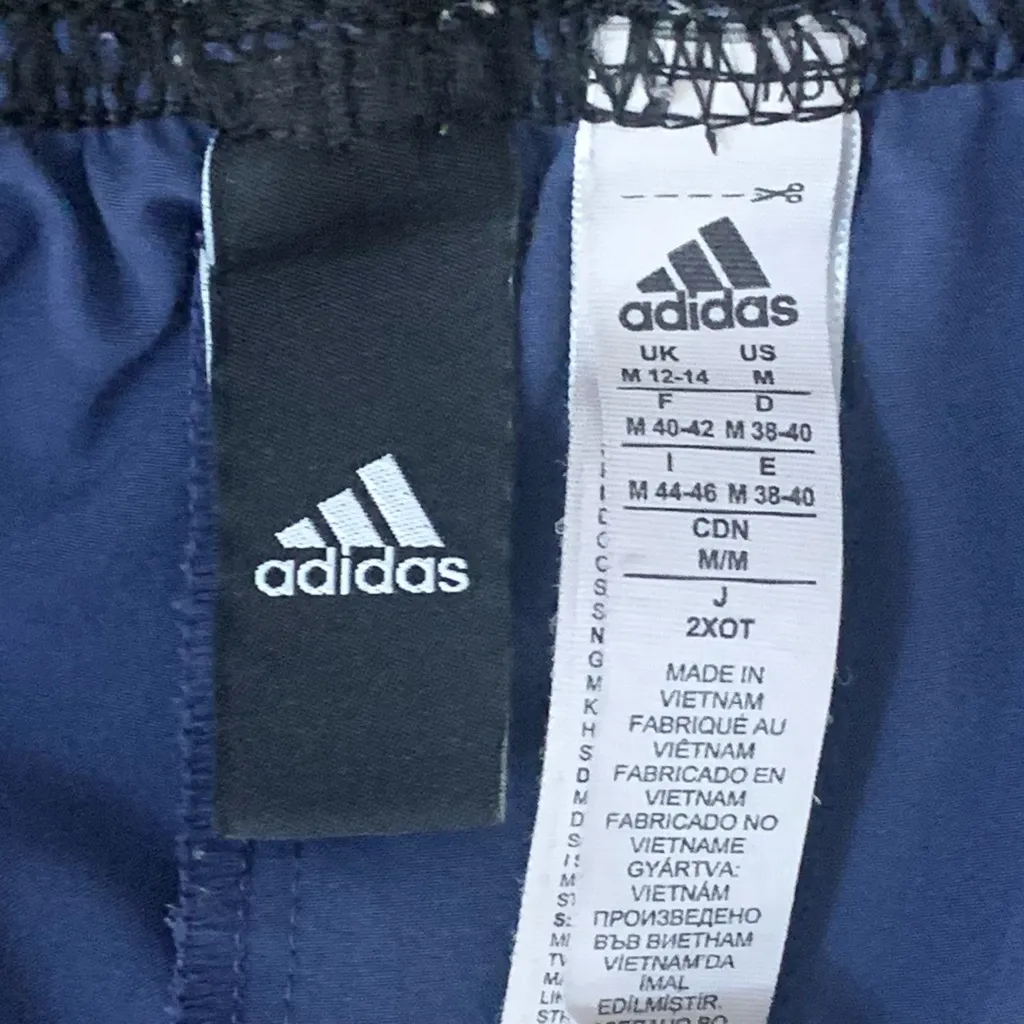 adidas
adidas
UK US
M 12-14 M
F D
M 40-42 M 38-40
I E
M 44-46 M 38-40
CDN
M/M
J
2XOT
MADE IN
VIETNAM
FABRIQUÉ AU
VIÊTNAM
FABRICADO EN
VIETNAM
FABRICADO NO
VIETNAME
GYÁRTVA:
VIETNÁM
ПРОИЗВЕДЕНО
ВЪВ ВИЕТНАМ
VİETNAM'DA
İMAL
EDİLMİŞTİR.